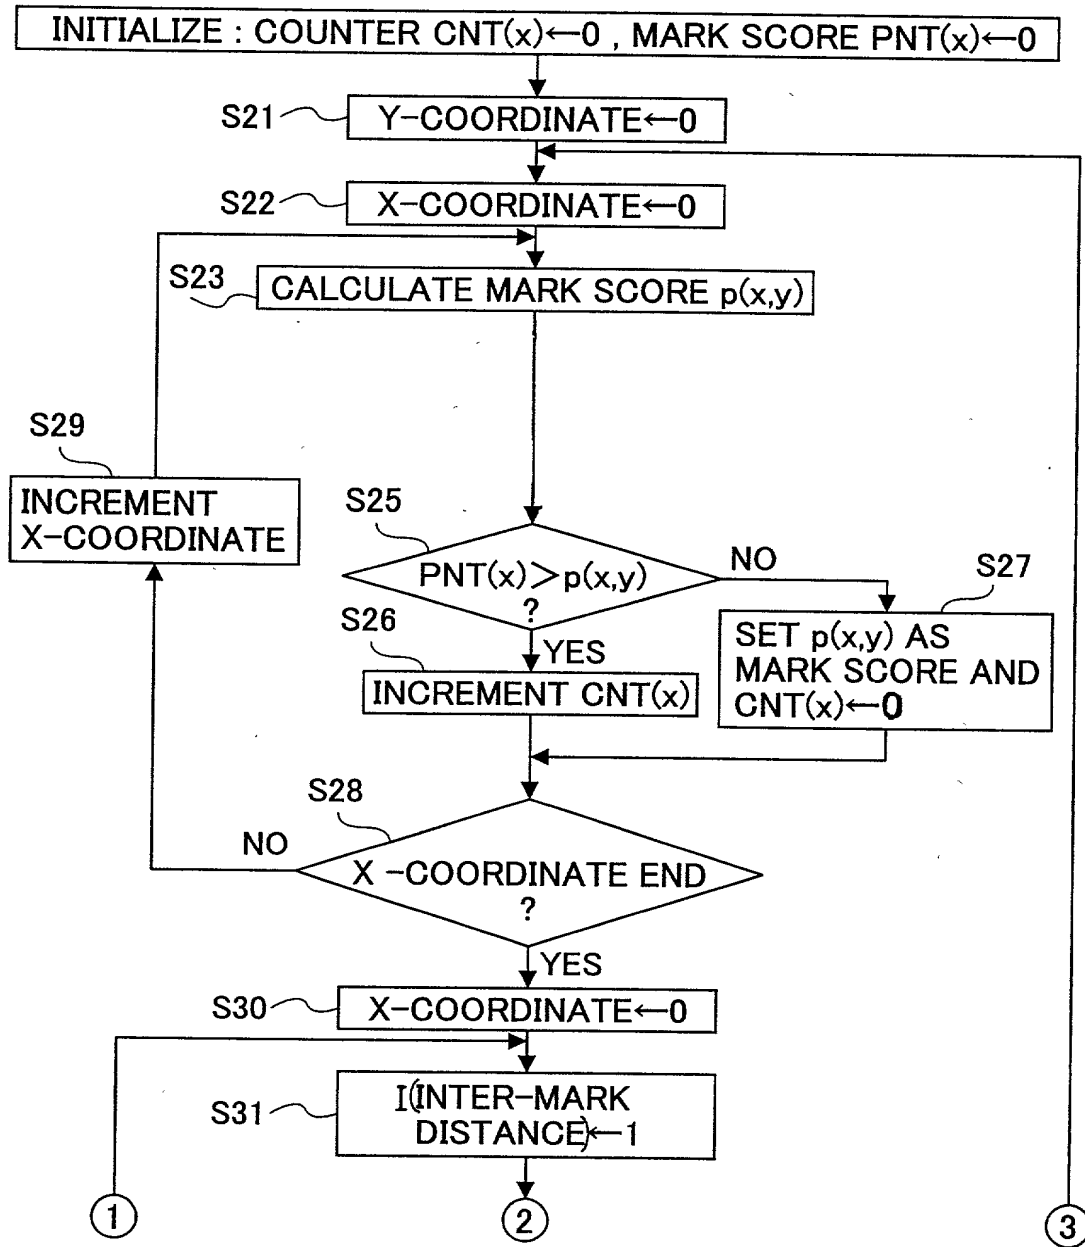 INITIALIZE : COUNTER CNT(x)←0 , MARK SCORE PNT(x)←0
S21
Y-COORDINATE←0
S22
X-COORDINATE←0
S23
CALCULATE MARK SCORE p(x,y)
S29
INCREMENT
X-COORDINATE
S25
PNT(x)>p(x,y)
?
NO
S27
SET p(x,y) AS
MARK SCORE AND
CNT(x)←0
S26
YES
INCREMENT CNT(x)
S28
NO
X -COORDINATE END
?
YES
S30
X-COORDINATE←0
S31
I(INTER-MARK
DISTANCE)←1
1
2
3